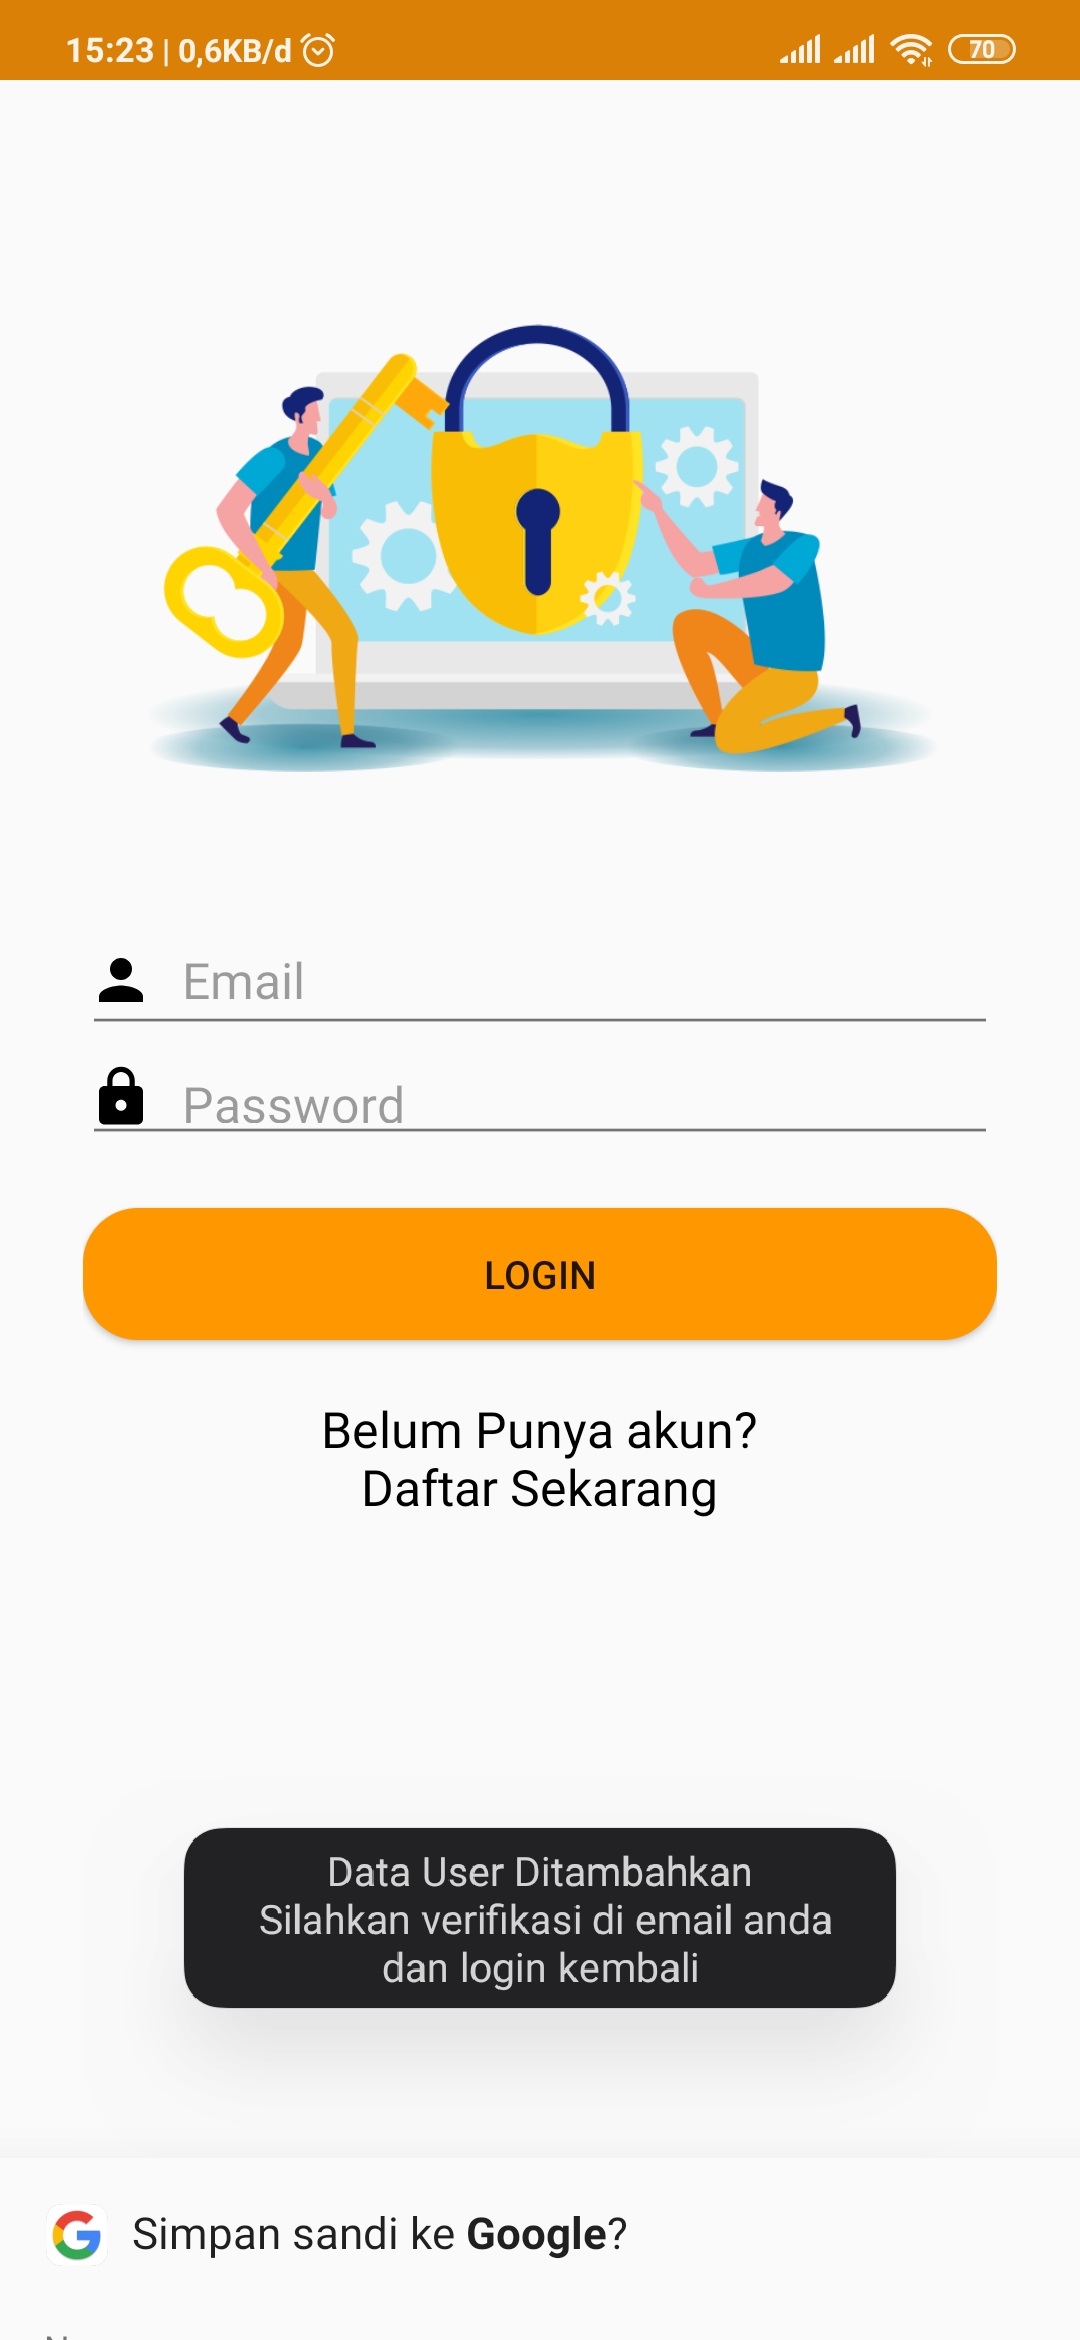 15:23 | 0,6KB/d
70
Email
Password
LOGIN
Belum Punya akun?
Daftar Sekarang
Data User Ditambahkan
Silahkan verifikasi di email anda
dan login kembali
Simpan sandi ke Google?